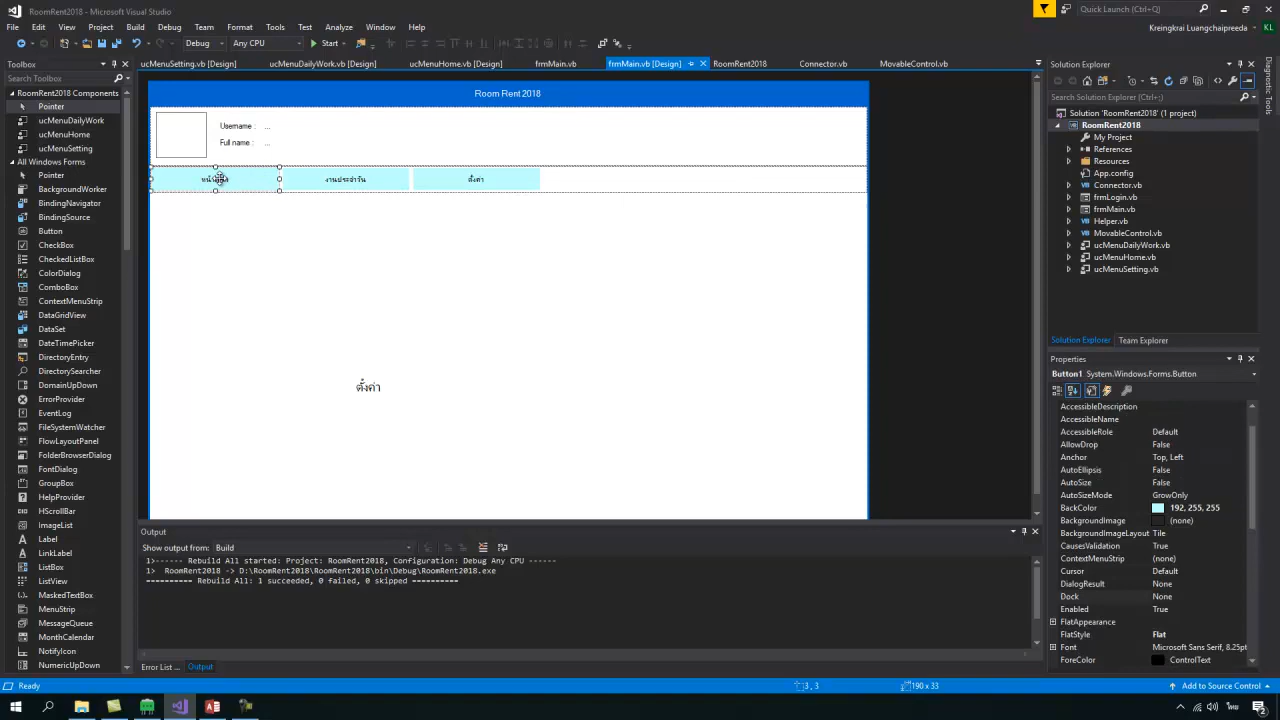 RoomRent2018 - Microsoft Visual Studio
Quick Launch (Ctrl+Q)
File Edit View Project Build Debug Team Format Tools Test Analyze Window Help
Kreingkrai Luangchaipreeda KL
Debug Any CPU Start
Toolbox
ucMenuSetting.vb [Design] ucMenuDailyWork.vb [Design] ucMenuHome.vb [Design] frmMain.vb frmMain.vb [Design] RoomRent2018 Connector.vb MovableControl.vb
Solution Explorer
Diagnostic Tools
Search Toolbox
RoomRent2018 Components
Pointer
ucMenuDailyWork
ucMenuHome
ucMenuSetting
All Windows Forms
Pointer
BackgroundWorker
BindingNavigator
BindingSource
Button
CheckBox
CheckedListBox
ColorDialog
ComboBox
ContextMenuStrip
DataGridView
DataSet
DateTimePicker
DirectoryEntry
DirectorySearcher
DomainUpDown
ErrorProvider
EventLog
FileSystemWatcher
FlowLayoutPanel
FolderBrowserDialog
FontDialog
GroupBox
HelpProvider
HScrollBar
ImageList
Label
LinkLabel
ListBox
ListView
MaskedTextBox
MenuStrip
MessageQueue
MonthCalendar
NotifyIcon
NumericUpDown
Room Rent 2018
Username : ...
Full name : ...
งานประจำวัน ตั้งค่า
ตั้งค่า
Search Solution Explorer (Ctrl+;)
Solution 'RoomRent2018' (1 project)
RoomRent2018
My Project
References
Resources
App.config
Connector.vb
frmLogin.vb
frmMain.vb
Helper.vb
MovableControl.vb
ucMenuDailyWork.vb
ucMenuHome.vb
ucMenuSetting.vb
Solution Explorer Team Explorer
Properties
Button1 System.Windows.Forms.Button
AccessibleDescription
AccessibleName
AccessibleRole Default
AllowDrop False
Anchor Top, Left
AutoEllipsis False
AutoSize False
AutoSizeMode GrowOnly
BackColor 192, 255, 255
BackgroundImage (none)
BackgroundImageLayout Tile
CausesValidation True
ContextMenuStrip (none)
Cursor Default
DialogResult None
Dock None
Enabled True
FlatAppearance
FlatStyle Flat
Font Microsoft Sans Serif, 8.25pt
ForeColor ControlText
Output
Show output from: Build
1>------ Rebuild All started: Project: RoomRent2018, Configuration: Debug Any CPU ------
1> RoomRent2018 -> D:\RoomRent2018\RoomRent2018\bin\Debug\RoomRent2018.exe
========== Rebuild All: 1 succeeded, 0 failed, 0 skipped ==========
Error List ... Output
Ready 3 , 3 190 x 33 Add to Source Control